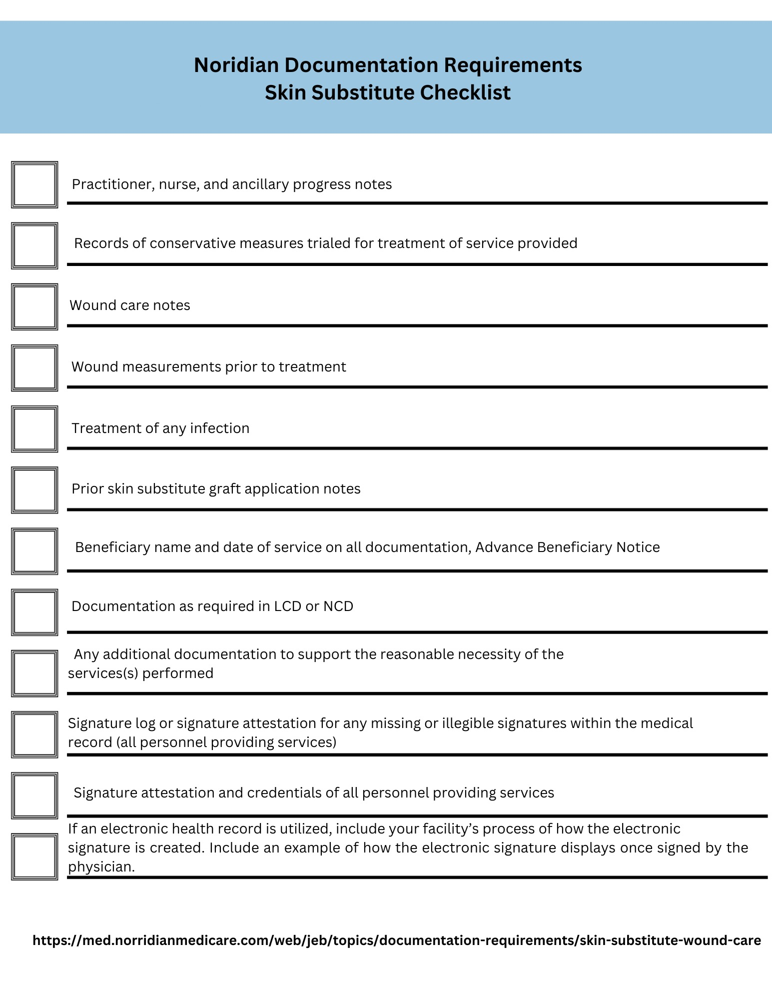 Noridian Documentation Requirements
Skin Substitute Checklist
Practitioner, nurse, and ancillary progress notes
Records of conservative measures trialed for treatment of service provided
Wound care notes
Wound measurements prior to treatment
Treatment of any infection
Prior skin substitute graft application notes
Beneficiary name and date of service on all documentation, Advance Beneficiary Notice
Documentation as required in LCD or NCD
Any additional documentation to support the reasonable necessity of the
services(s) performed
Signature log or signature attestation for any missing or illegible signatures within the medical
record (all personnel providing services)
Signature attestation and credentials of all personnel providing services
If an electronic health record is utilized, include your facility’s process of how the electronic
signature is created. Include an example of how the electronic signature displays once signed by the
physician.
https://med.norridianmedicare.com/web/jeb/topics/documentation-requirements/skin-substitute-wound-care